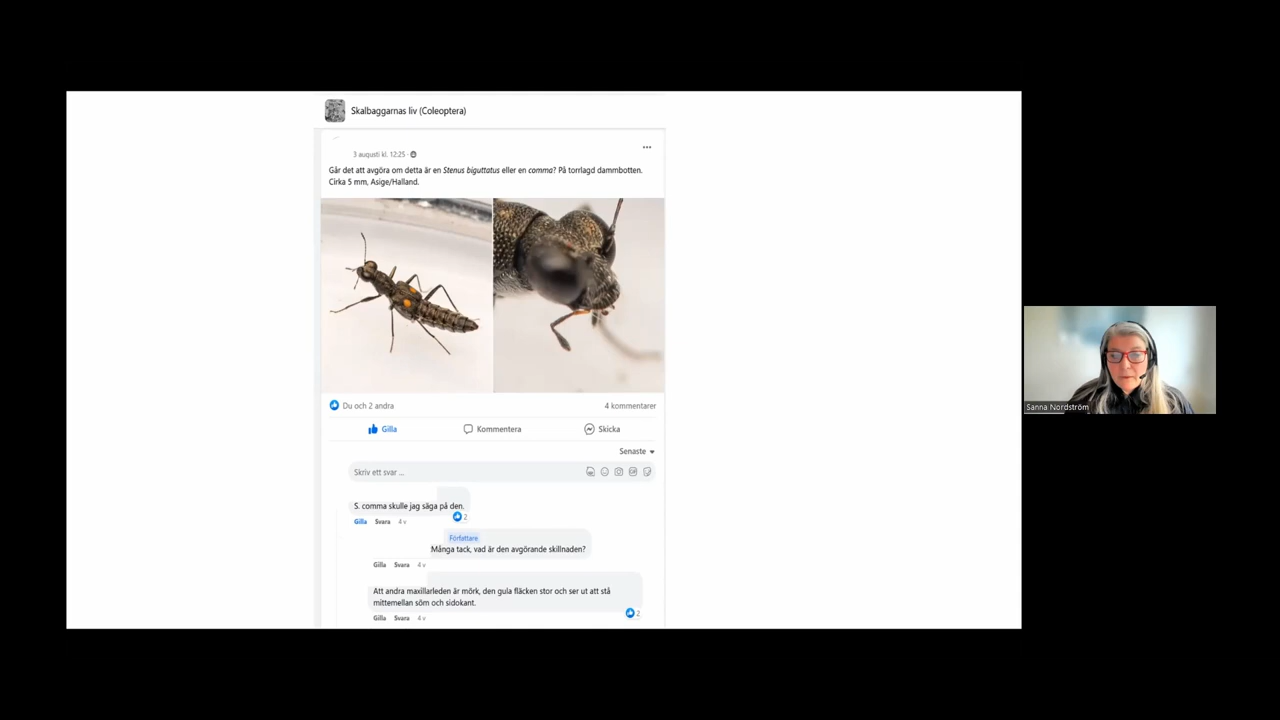 Skalbaggarnas liv (Coleoptera)
3 augusti kl. 12:25 ·
Går det att avgöra om detta är en Stenus biguttatus eller en comma? På torrlagd dammbotten.
Cirka 5 mm, Asige/Halland.
Du och 2 andra
4 kommentarer
Gilla
Kommentera
Skicka
Senaste
Skriv ett svar ...
S. comma skulle jag säga på den.
2
Gilla Svara 4 v
Författare
Många tack, vad är den avgörande skillnaden?
Gilla Svara 4 v
Att andra maxillarleden är mörk, den gula fläcken stor och ser ut att stå
mittemellan söm och sidokant.
2
Gilla Svara 4 v
Sanna Nordström